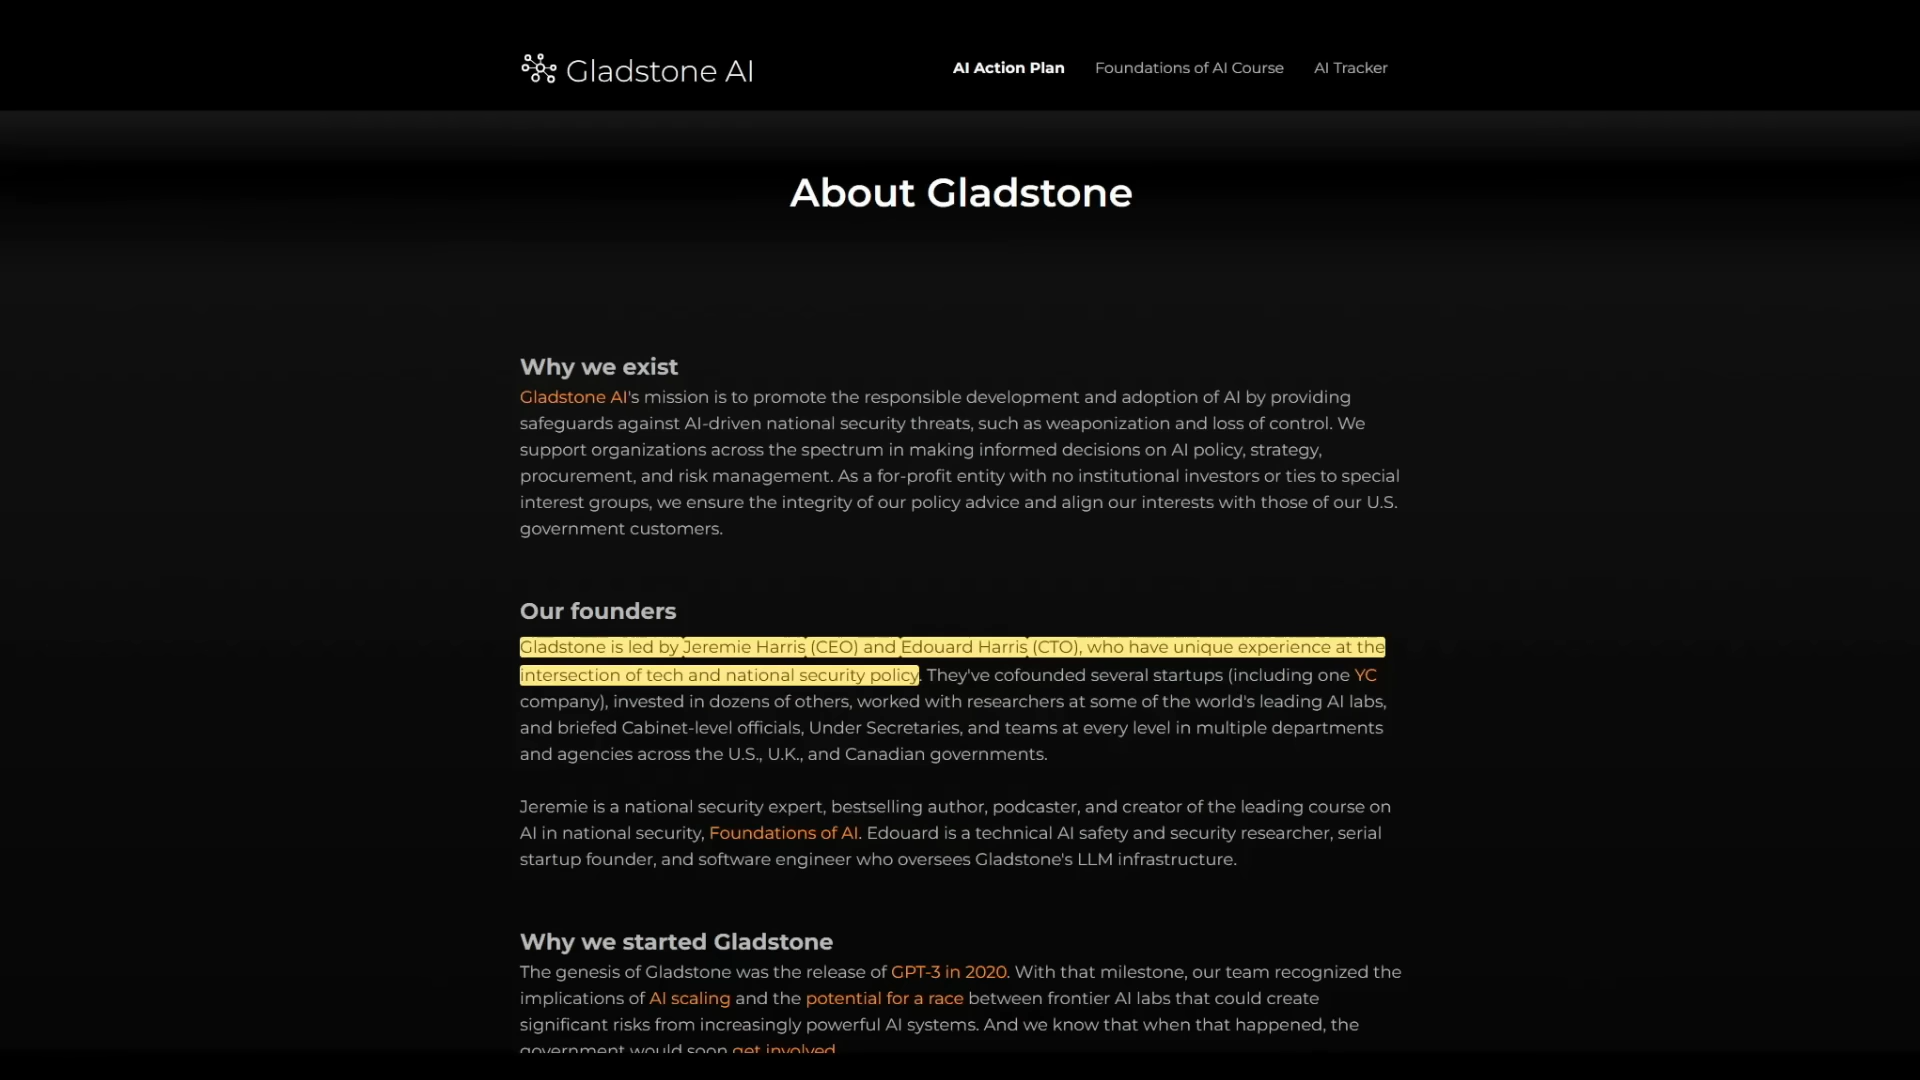 Gladstone AI
AI Action Plan
Foundations of AI Course
AI Tracker
About Gladstone
Why we exist
Gladstone AI's mission is to promote the responsible development and adoption of AI by providing
safeguards against AI-driven national security threats, such as weaponization and loss of control. We
support organizations across the spectrum in making informed decisions on AI policy, strategy,
procurement, and risk management. As a for-profit entity with no institutional investors or ties to special
interest groups, we ensure the integrity of our policy advice and align our interests with those of our U.S.
government customers.
Our founders
Gladstone is led by Jeremie Harris (CEO) and Edouard Harris (CTO), who have unique experience at the
intersection of tech and national security policy. They've cofounded several startups (including one YC
company), invested in dozens of others, worked with researchers at some of the world's leading AI labs,
and briefed Cabinet-level officials, Under Secretaries, and teams at every level in multiple departments
and agencies across the U.S., U.K., and Canadian governments.
Jeremie is a national security expert, bestselling author, podcaster, and creator of the leading course on
AI in national security, Foundations of AI. Edouard is a technical AI safety and security researcher, serial
startup founder, and software engineer who oversees Gladstone's LLM infrastructure.
Why we started Gladstone
The genesis of Gladstone was the release of GPT-3 in 2020. With that milestone, our team recognized the
implications of AI scaling and the potential for a race between frontier AI labs that could create
significant risks from increasingly powerful AI systems. And we know that when that happened, the
government would soon get involved.